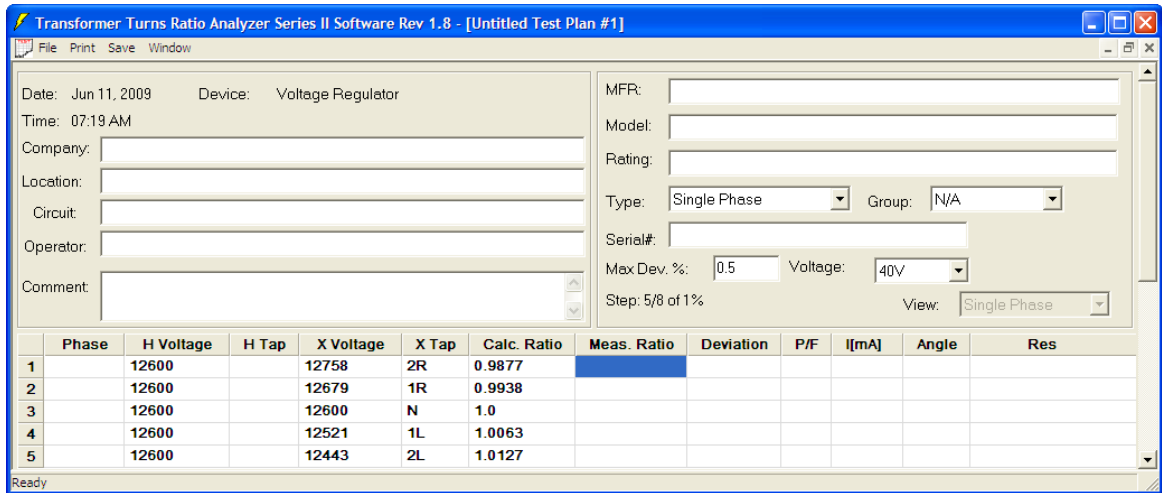 Transformer Turns Ratio Analyzer Series II Software Rev 1.8 - [Untitled Test Plan #1]
File Print Save Window
Date: Jun 11, 2009 Device: Voltage Regulator
Time: 07:19 AM
Company:
Location:
Circuit:
Operator:
Comment:
MFR:
Model:
Rating:
Type: Single Phase Group: N/A
Serial#:
Max Dev. %: 0.5 Voltage: 40V
Step: 5/8 of 1% View: Single Phase
Phase H Voltage H Tap X Voltage X Tap Calc. Ratio Meas. Ratio Deviation P/F I[mA] Angle Res
1 12600 12758 2R 0.9877
2 12600 12679 1R 0.9938
3 12600 12600 N 1.0
4 12600 12521 1L 1.0063
5 12600 12443 2L 1.0127
Ready